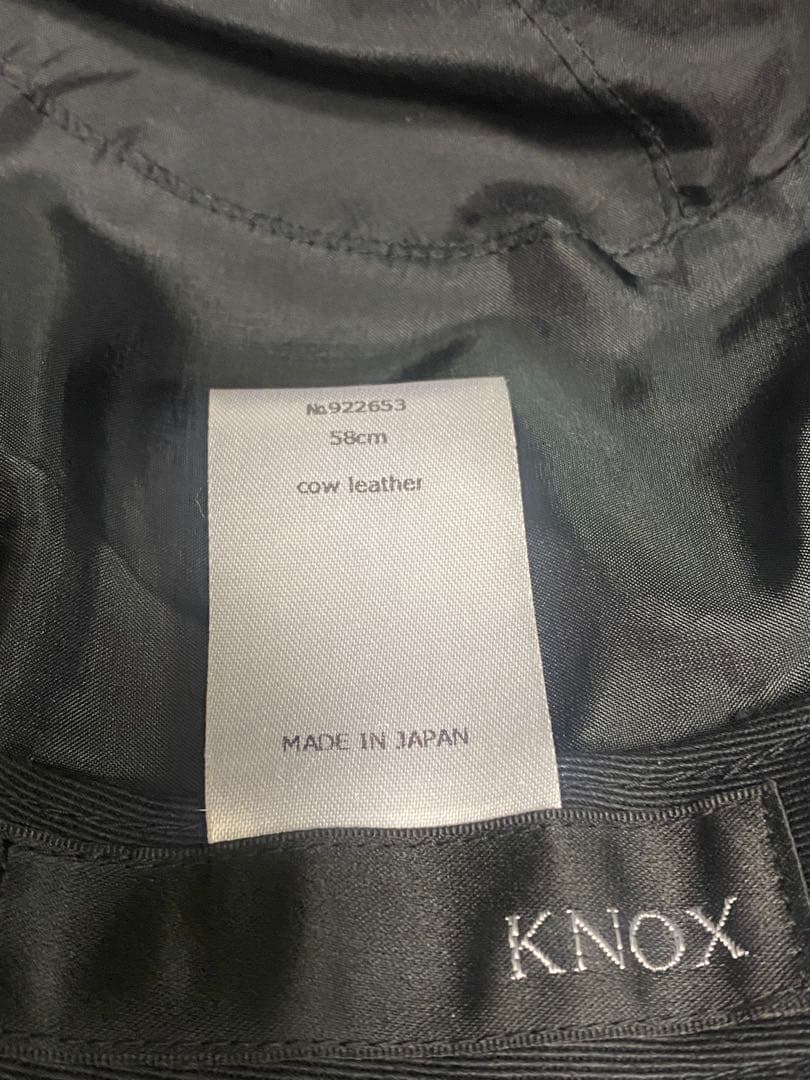 №922653
58cm
cow leather
MADE IN JAPAN
KNOX